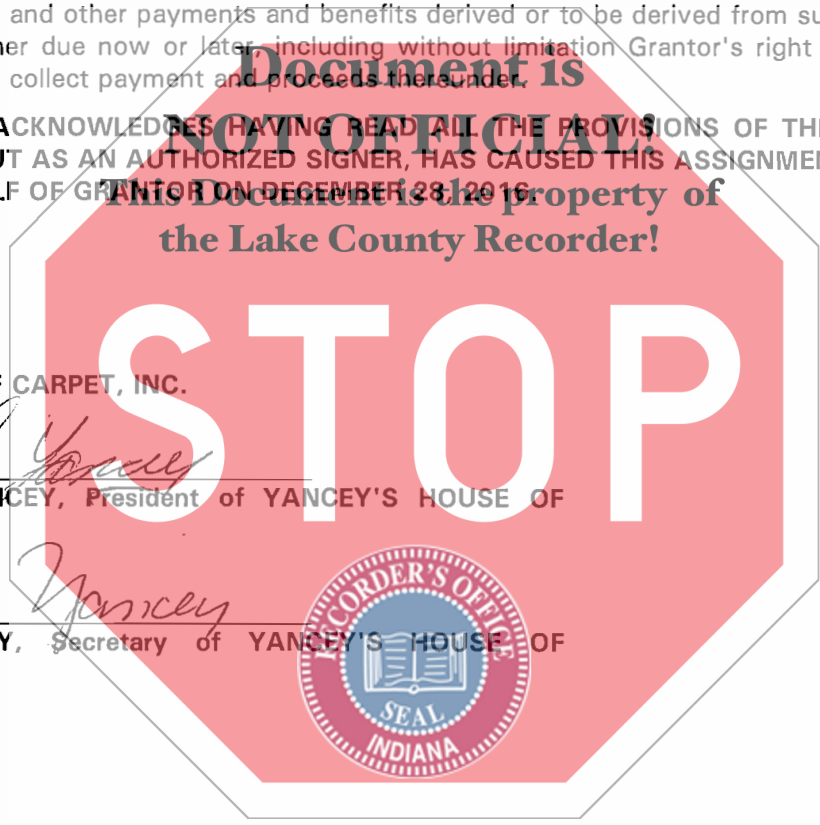 and other payments and benefits derived or to be derived from su
er due now or later, including without limitation Grantor's right
collect payment and proceeds thereunder.
Document is
NOT OFFICIAL!
ACKNOWLEDGES HAVING READ ALL THE PROVISIONS OF TH
UT AS AN AUTHORIZED SIGNER, HAS CAUSED THIS ASSIGNME
LF OF GRANTOR ON DECEMBER 28, 2016.
This Document is the property of
the Lake County Recorder!
STOP
F CARPET, INC.
Yancey
NCEY, President of YANCEY'S HOUSE OF
Yancey
Y, Secretary of YANCEY'S HOUSE OF
RECORDER'S OFFICE
SEAL
INDIANA